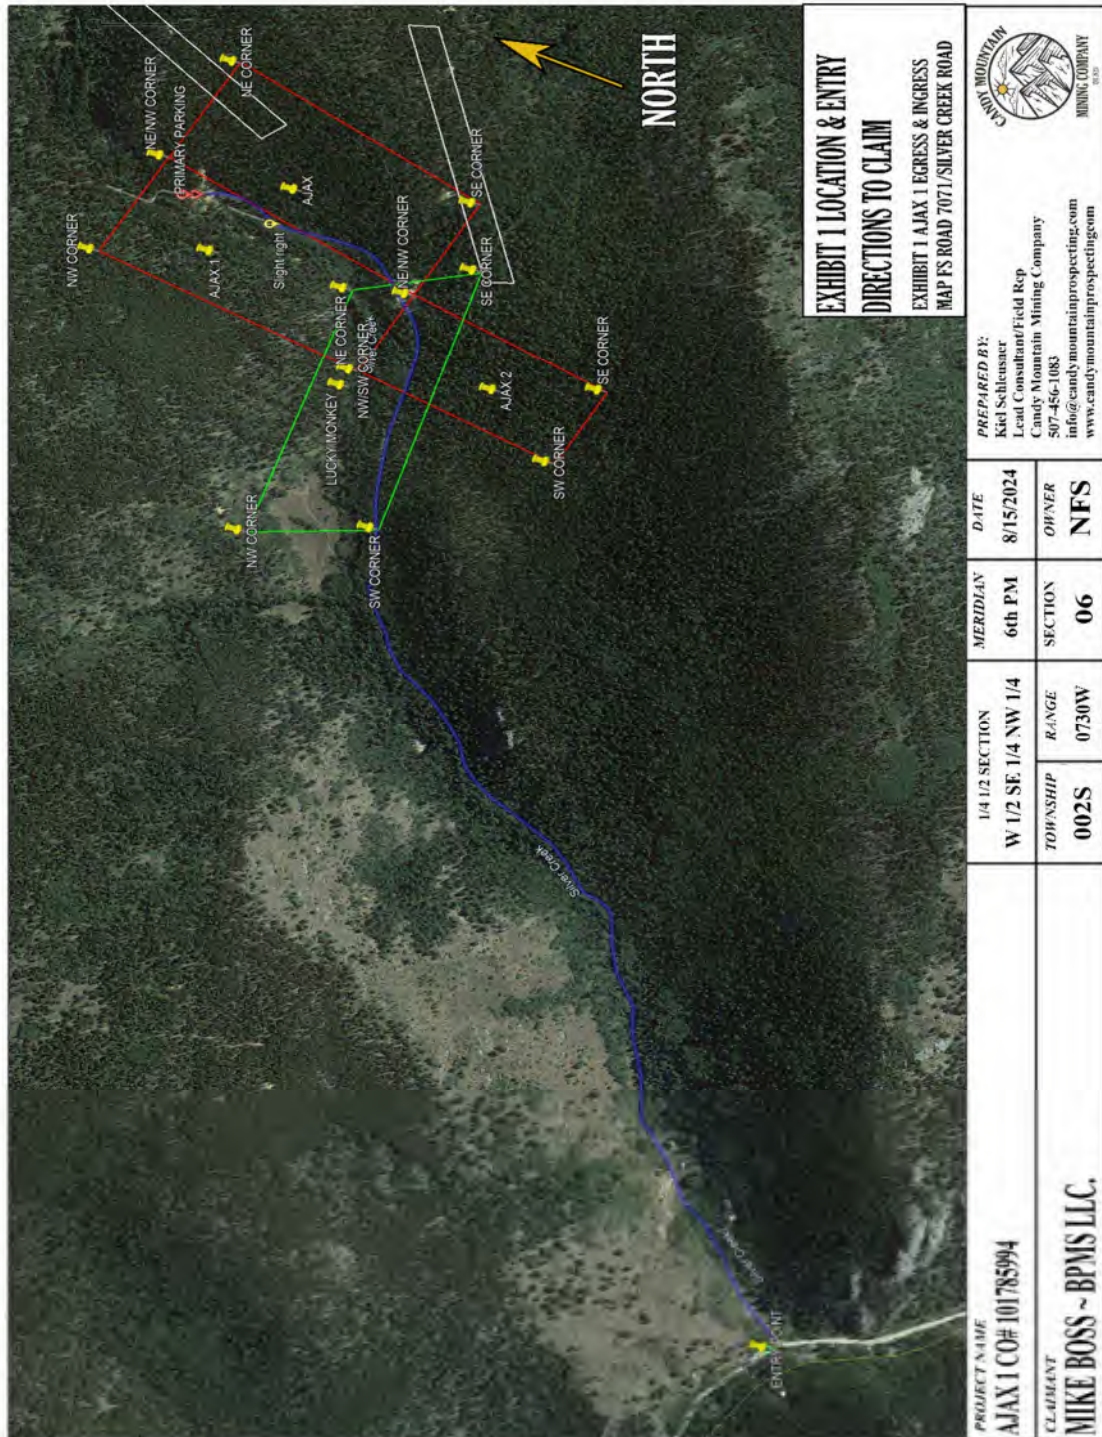 NW CORNER
NE/NW CORNER
PRIMARY PARKING
NE CORNER
AJAX 1
AJAX
Slight right
NE CORNER
NE/NW CORNER
SE CORNER
SE CORNER
LUCKY MONKEY
NW/SW CORNER
Silver Creek
NW CORNER
SW CORNER
AJAX 2
SE CORNER
SW CORNER
Silver Creek
Silver Creek
ENTRY POINT
NORTH
EXHIBIT 1 LOCATION & ENTRY
DIRECTIONS TO CLAIM
EXHIBIT 1 AJAX 1 EGRESS & INGRESS
MAP FS ROAD 7071/SILVER CREEK ROAD
PROJECT NAME
AJAX 1 CO# 101785994
CLAIMANT
MIKE BOSS ~ BPMS LLC.
1/4 1/2 SECTION
W 1/2 SE 1/4 NW 1/4
TOWNSHIP
002S
RANGE
0730W
MERIDIAN
6th PM
SECTION
06
DATE
8/15/2024
OWNER
NFS
PREPARED BY:
Kiel Schleusner
Lead Consultant/Field Rep
Candy Mountain Mining Company
507-456-1083
info@candymountainprospecting.com
www.candymountainprospectingcom
CANDY MOUNTAIN
MINING COMPANY